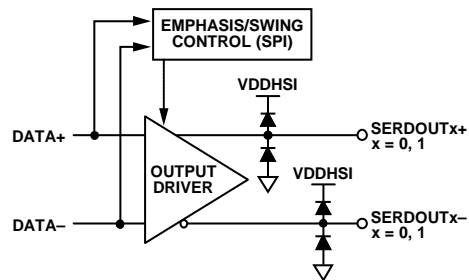 EMPHASIS/SWING
CONTROL (SPI)
VDDHSI
DATA+
SERDOUTx+
x = 0, 1
OUTPUT
DRIVER
VDDHSI
DATA–
SERDOUTx–
x = 0, 1